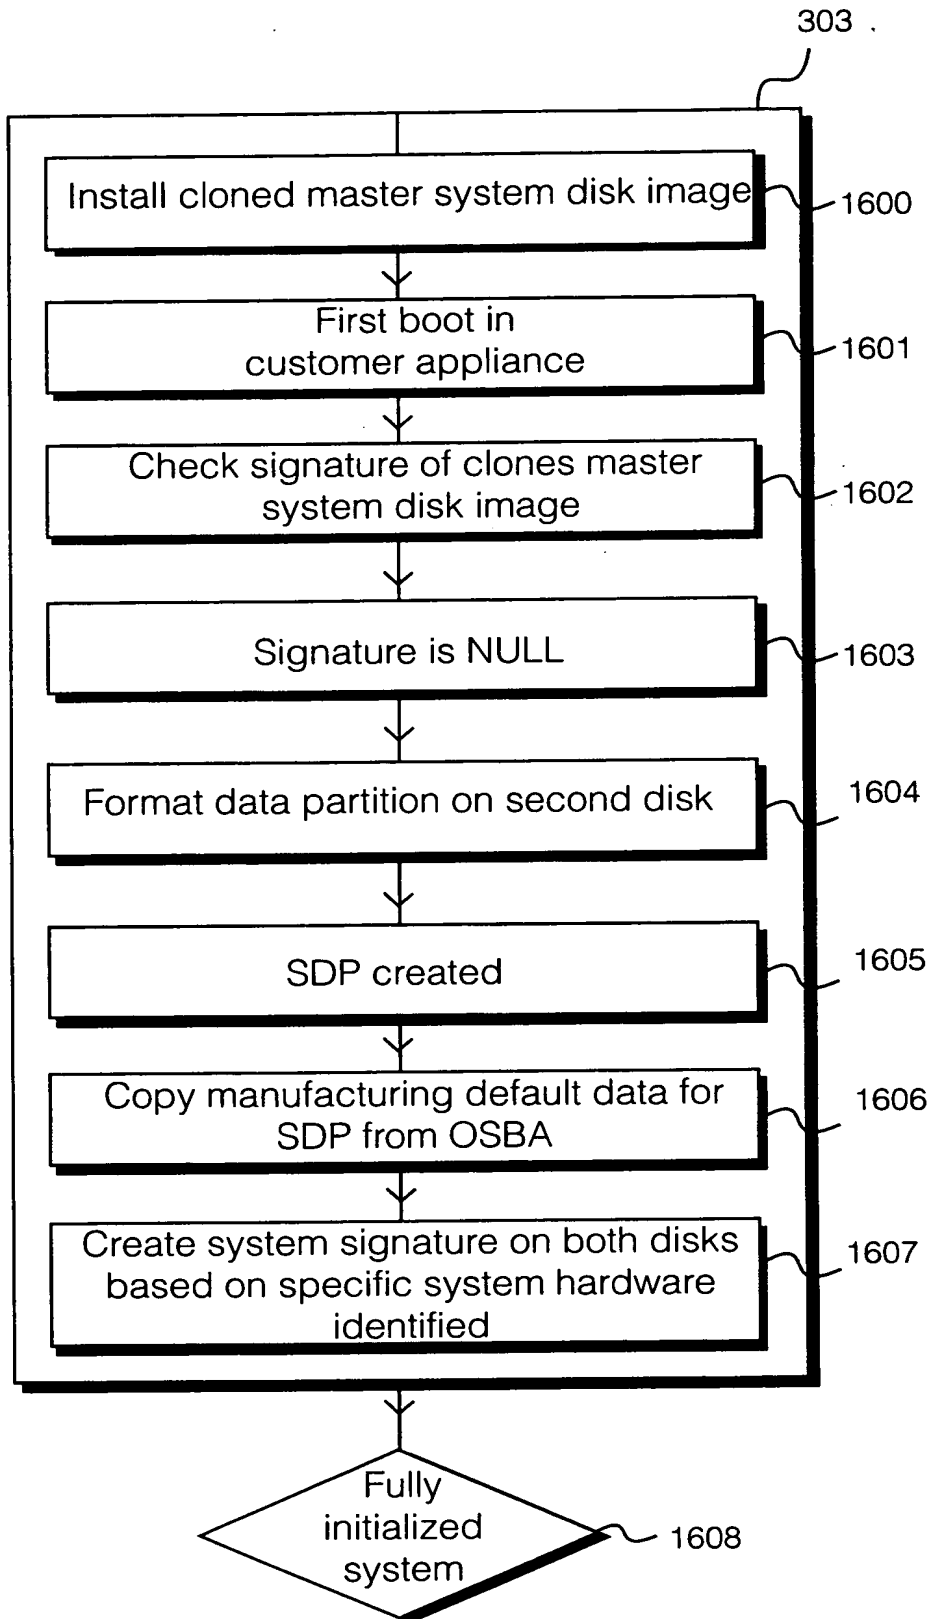 303
Install cloned master system disk image
1600
First boot in
customer appliance
1601
Check signature of clones master
system disk image
1602
Signature is NULL
1603
Format data partition on second disk
1604
SDP created
1605
Copy manufacturing default data for
SDP from OSBA
1606
Create system signature on both disks
based on specific system hardware
identified
1607
Fully
initialized
system
1608